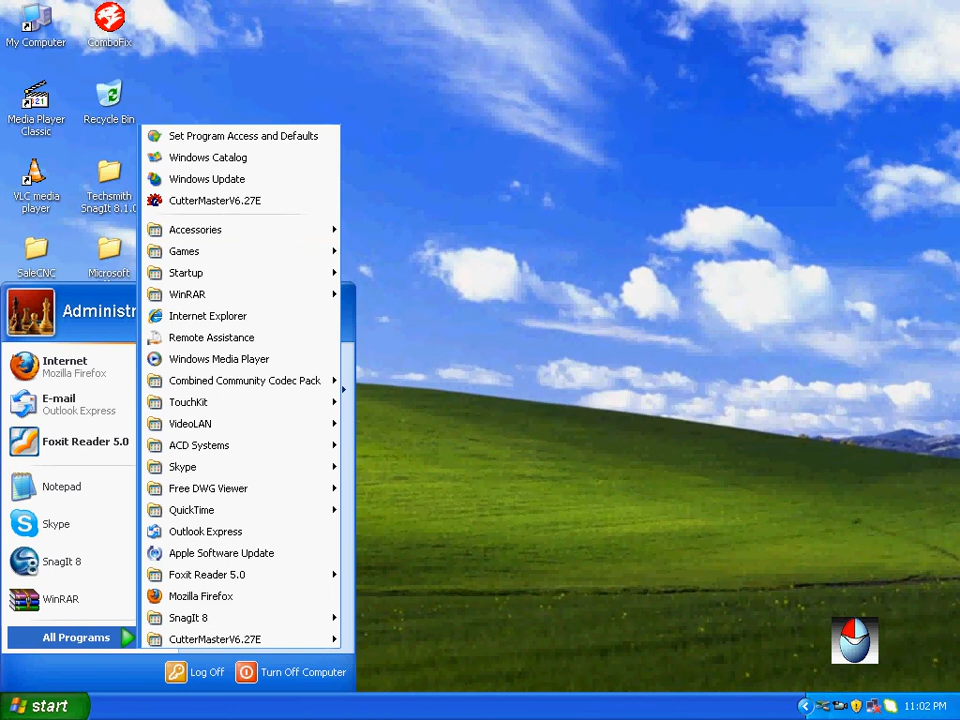 My Computer
ComboFix
Media Player
Classic
Recycle Bin
VLC media
player
Techsmith
SnagIt 8.1.0
SaleCNC
Microsoft
Set Program Access and Defaults
Windows Catalog
Windows Update
CutterMasterV6.27E
Accessories
Games
Startup
WinRAR
Internet Explorer
Remote Assistance
Windows Media Player
Combined Community Codec Pack
TouchKit
VideoLAN
ACD Systems
Skype
Free DWG Viewer
QuickTime
Outlook Express
Apple Software Update
Foxit Reader 5.0
Mozilla Firefox
SnagIt 8
CutterMasterV6.27E
Administr
Internet
Mozilla Firefox
E-mail
Outlook Express
Foxit Reader 5.0
Notepad
Skype
SnagIt 8
WinRAR
All Programs
Log Off
Turn Off Computer
start
11:02 PM